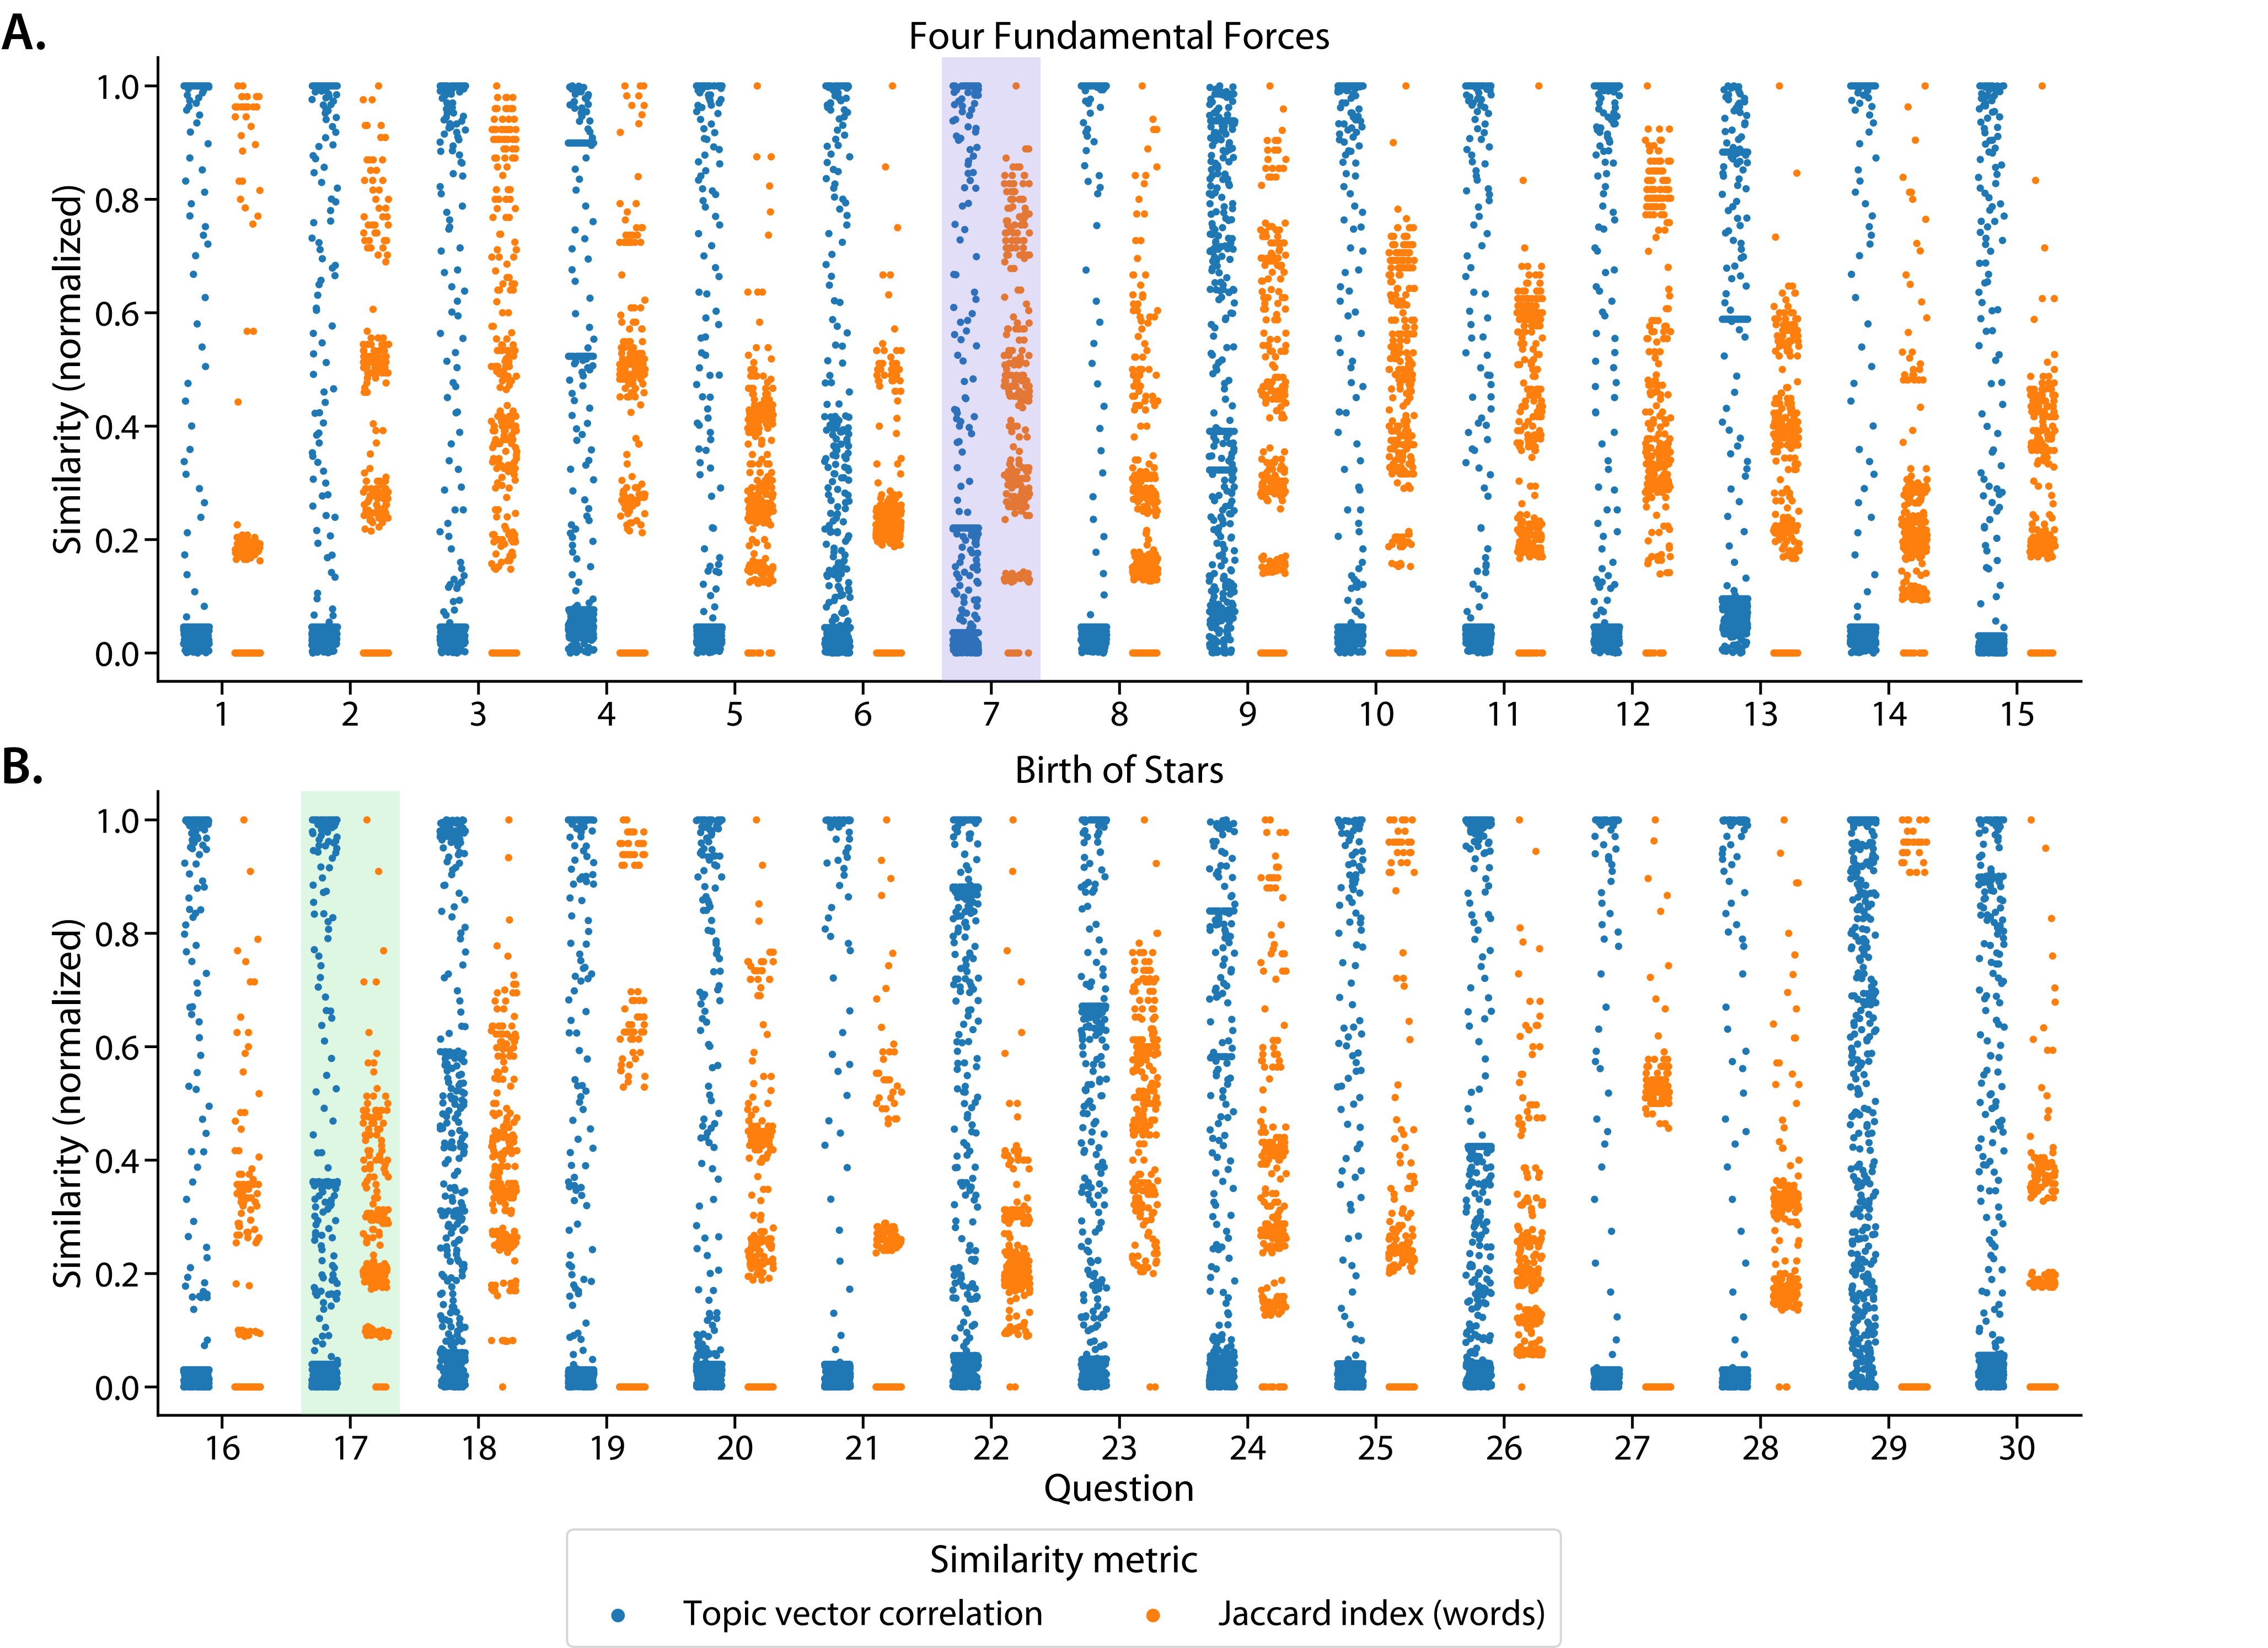 A.
Four Fundamental Forces
Similarity (normalized)
1.0
0.8
0.6
0.4
0.2
0.0
1 2 3 4 5 6 7 8 9 10 11 12 13 14 15
B.
Birth of Stars
Similarity (normalized)
1.0
0.8
0.6
0.4
0.2
0.0
16 17 18 19 20 21 22 23 24 25 26 27 28 29 30
Question
Similarity metric
Topic vector correlation Jaccard index (words)